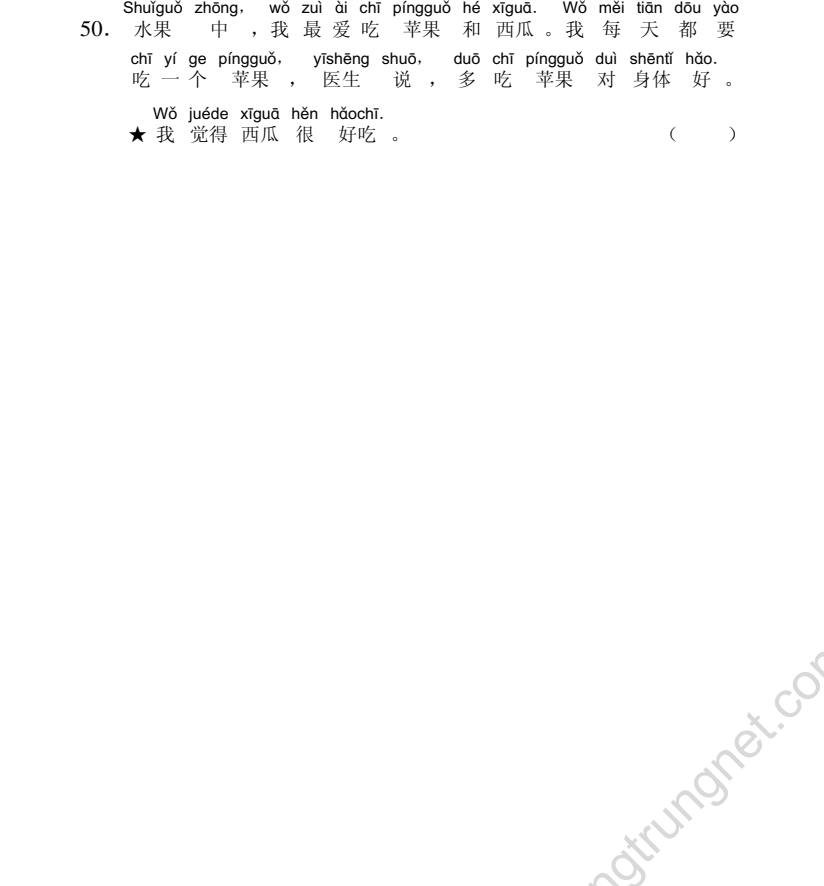 Shuǐguǒ zhōng, wǒ zuì ài chī píngguǒ hé xīguā. Wǒ měi tiān dōu yào
50. 水果 中 ，我 最 爱 吃 苹果 和 西瓜 。我 每 天 都 要
chī yí ge píngguǒ, yīshēng shuō, duō chī píngguǒ duì shēntǐ hǎo.
吃 一 个 苹果 ， 医生 说 ， 多 吃 苹果 对 身体 好 。
Wǒ juéde xīguā hěn hǎochī.
★ 我 觉得 西瓜 很 好吃 。 （ ）